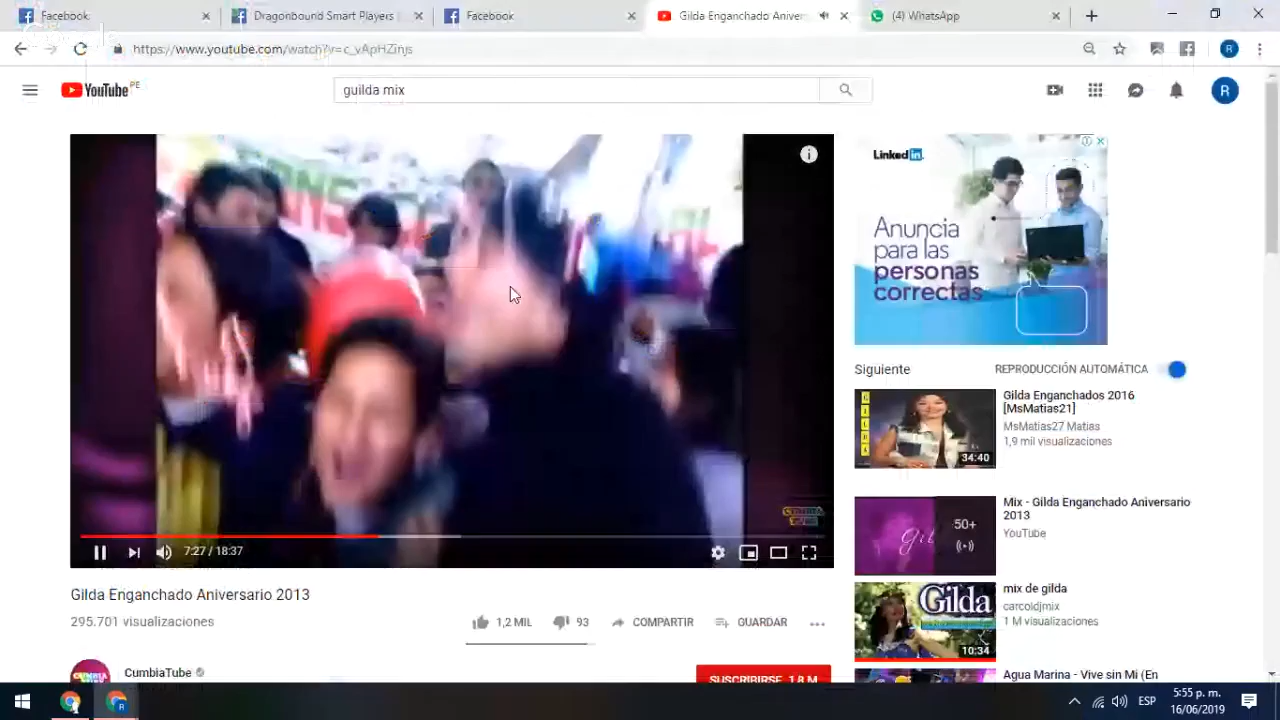 Facebook
Dragonbound Smart Players
Facebook
Gilda Enganchado Aniver
(4) WhatsApp
https://www.youtube.com/watch?v=c_vApHZinjs
R
YouTube PE
guilda mix
R
Linked in
Anuncia
para las
personas
correctas
Siguiente
REPRODUCCIÓN AUTOMÁTICA
GILDA
34:40
Gilda Enganchados 2016
[MsMatias21]
MsMatias27 Matias
1,9 mil visualizaciones
50+
Mix - Gilda Enganchado Aniversario
2013
YouTube
Gilda
10:34
mix de gilda
carcoldjmix
1 M visualizaciones
Agua Marina - Vive sin Mi (En
7:27 / 18:37
Gilda Enganchado Aniversario 2013
295.701 visualizaciones
1,2 MIL
93
COMPARTIR
GUARDAR
CUMBIA
CumbiaTube
SUSCRIBIRSE 1,8 M
ESP
5:55 p. m.
16/06/2019